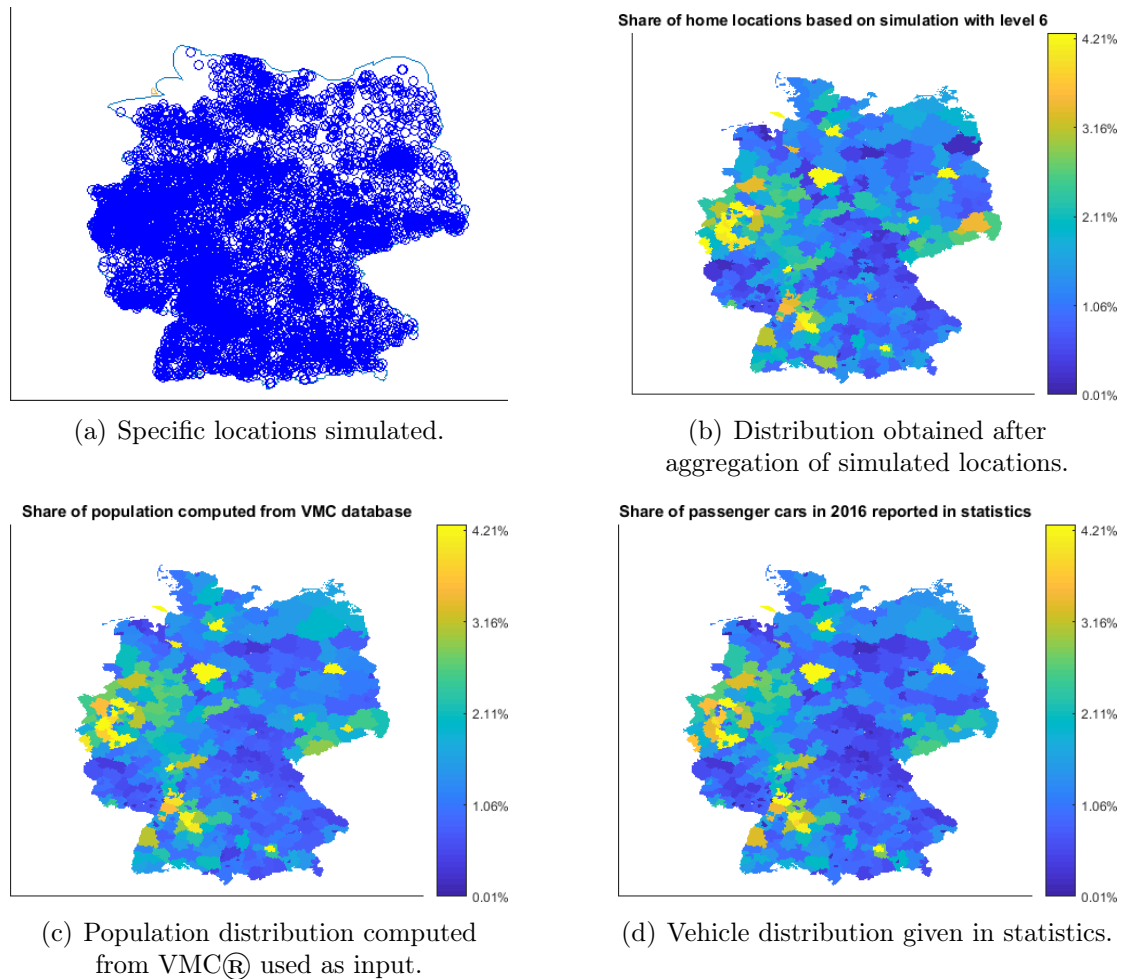 Share of home locations based on simulation with level 6
4.21%
3.16%
2.11%
1.06%
0.01%
(a) Specific locations simulated.
(b) Distribution obtained after
aggregation of simulated locations.
Share of population computed from VMC database
4.21%
3.16%
2.11%
1.06%
0.01%
Share of passenger cars in 2016 reported in statistics
4.21%
3.16%
2.11%
1.06%
0.01%
(c) Population distribution computed
from VMC® used as input.
(d) Vehicle distribution given in statistics.